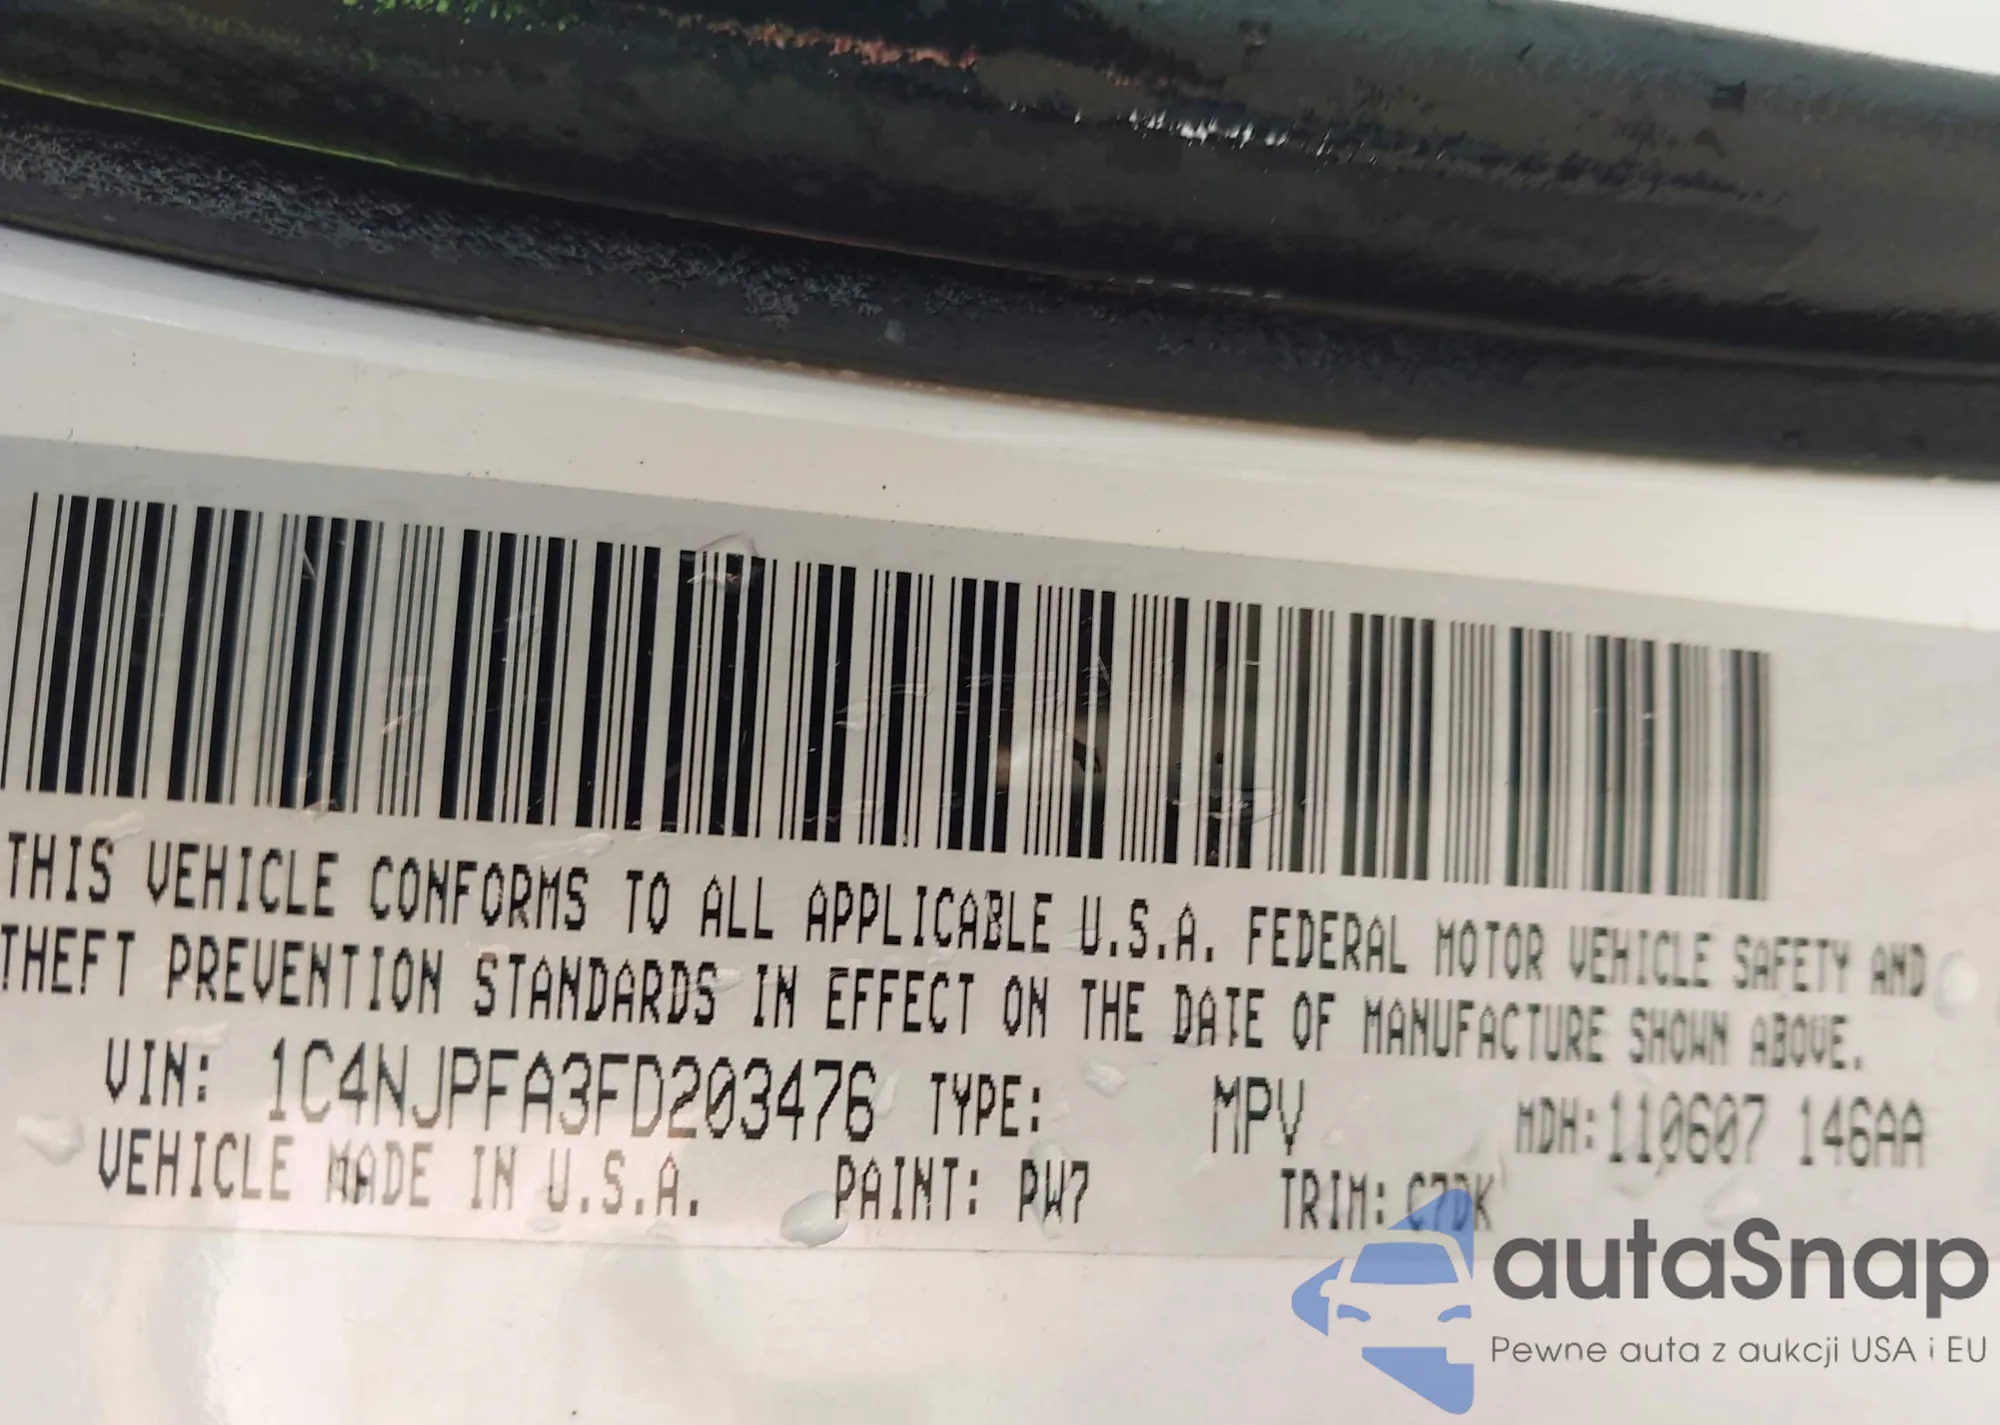 THIS VEHICLE CONFORMS TO ALL APPLICABLE U.S.A. FEDERAL MOTOR VEHICLE SAFETY AND
THEFT PREVENTION STANDARDS IN EFFECT ON THE DATE OF MANUFACTURE SHOWN ABOVE.
VIN: 1C4NJPFA3FD203476 TYPE: MPV MDH:110607 146AA
VEHICLE MADE IN U.S.A. PAINT: PW7 TRIM: C7DK
autaSnap
Pewne auta z aukcji USA i EU